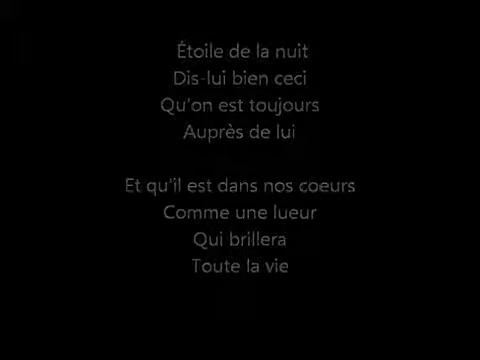 Étoile de la nuit
Dis-lui bien ceci
Qu'on est toujours
Auprès de lui
Et qu'il est dans nos coeurs
Comme une lueur
Qui brillera
Toute la vie